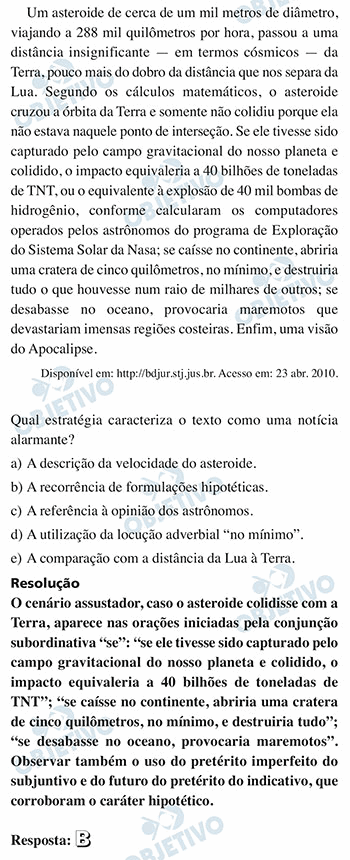 Um asteroide de cerca de um mil metros de diâmetro,
viajando a 288 mil quilômetros por hora, passou a uma
distância insignificante — em termos cósmicos — da
Terra, pouco mais do dobro da distância que nos separa da
Lua. Segundo os cálculos matemáticos, o asteroide
cruzou a órbita da Terra e somente não colidiu porque ela
não estava naquele ponto de interseção. Se ele tivesse sido
capturado pelo campo gravitacional do nosso planeta e
colidido, o impacto equivaleria a 40 bilhões de toneladas
de TNT, ou o equivalente à explosão de 40 mil bombas de
hidrogênio, conforme calcularam os computadores
operados pelos astrônomos do programa de Exploração
do Sistema Solar da Nasa; se caísse no continente, abriria
uma cratera de cinco quilômetros, no mínimo, e destruiria
tudo o que houvesse num raio de milhares de outros; se
desabasse no oceano, provocaria maremotos que
devastariam imensas regiões costeiras. Enfim, uma visão
do Apocalipse.
Disponível em: http://bdjur.stj.jus.br. Acesso em: 23 abr. 2010.
Qual estratégia caracteriza o texto como uma notícia
alarmante?
a) A descrição da velocidade do asteroide.
b) A recorrência de formulações hipotéticas.
c) A referência à opinião dos astrônomos.
d) A utilização da locução adverbial “no mínimo”.
e) A comparação com a distância da Lua à Terra.
Resolução
O cenário assustador, caso o asteroide colidisse com a
Terra, aparece nas orações iniciadas pela conjunção
subordinativa “se”: “se ele tivesse sido capturado pelo
campo gravitacional do nosso planeta e colidido, o
impacto equivaleria a 40 bilhões de toneladas de
TNT”; “se caísse no continente, abriria uma cratera
de cinco quilômetros, no mínimo, e destruiria tudo”;
“se desabasse no oceano, provocaria maremotos”.
Observar também o uso do pretérito imperfeito do
subjuntivo e do futuro do pretérito do indicativo, que
corroboram o caráter hipotético.
Resposta: B
OBJETIVO